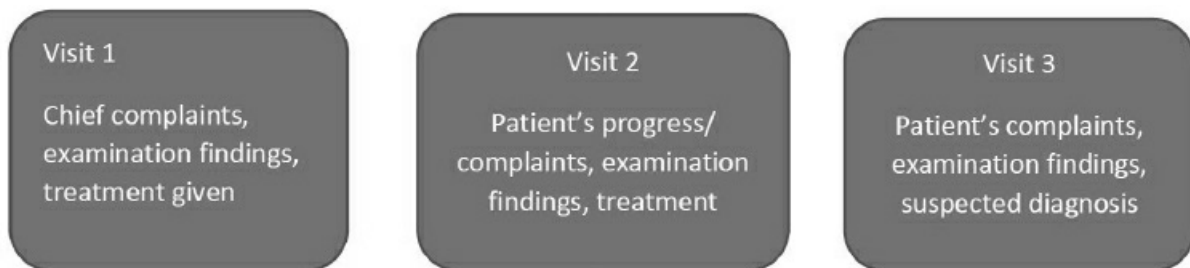 Visit 1
Chief complaints,
examination findings,
treatment given
Visit 2
Patient's progress/
complaints, examination
findings, treatment
Visit 3
Patient's complaints,
examination findings,
suspected diagnosis